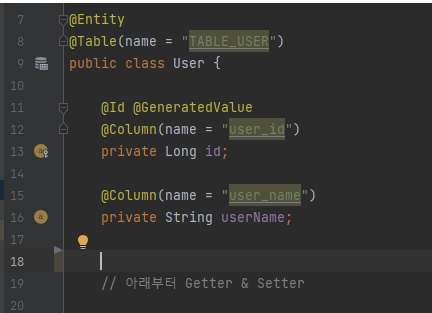 7 @Entity
8 @Table(name = "TABLE_USER")
9 public class User {
10
11 @Id @GeneratedValue
12 @Column(name = "user_id")
13 private Long id;
14
15 @Column(name = "user_name")
16 private String userName;
17
18
19 // 아래부터 Getter & Setter
20